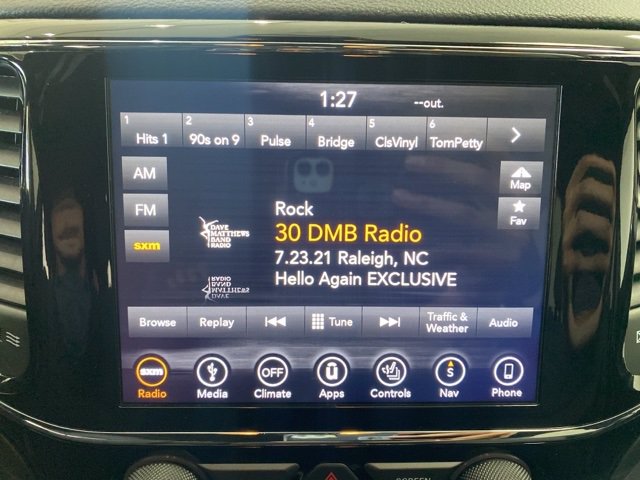 1:27 --out.
1 Hits 1 2 90s on 9 3 Pulse 4 Bridge 5 ClsVinyl 6 TomPetty >
AM
Map
FM
Fav
sxm
Rock
DAVE
MATTHEWS
BAND
RADIO
30 DMB Radio
7.23.21 Raleigh, NC
Hello Again EXCLUSIVE
Browse Replay Tune Traffic & Weather Audio
sxm OFF S
Radio Media Climate Apps Controls Nav Phone
SCREEN